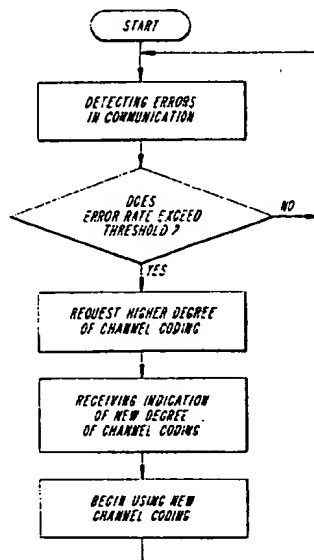 START
DETECTING ERRORS
IN COMMUNICATION
DOES
ERROR RATE EXCEED
THRESHOLD ?
NO
YES
REQUEST HIGHER DEGREE
OF CHANNEL CODING
RECEIVING INDICATION
OF NEW DEGREE
OF CHANNEL CODING
BEGIN USING NEW
CHANNEL CODING